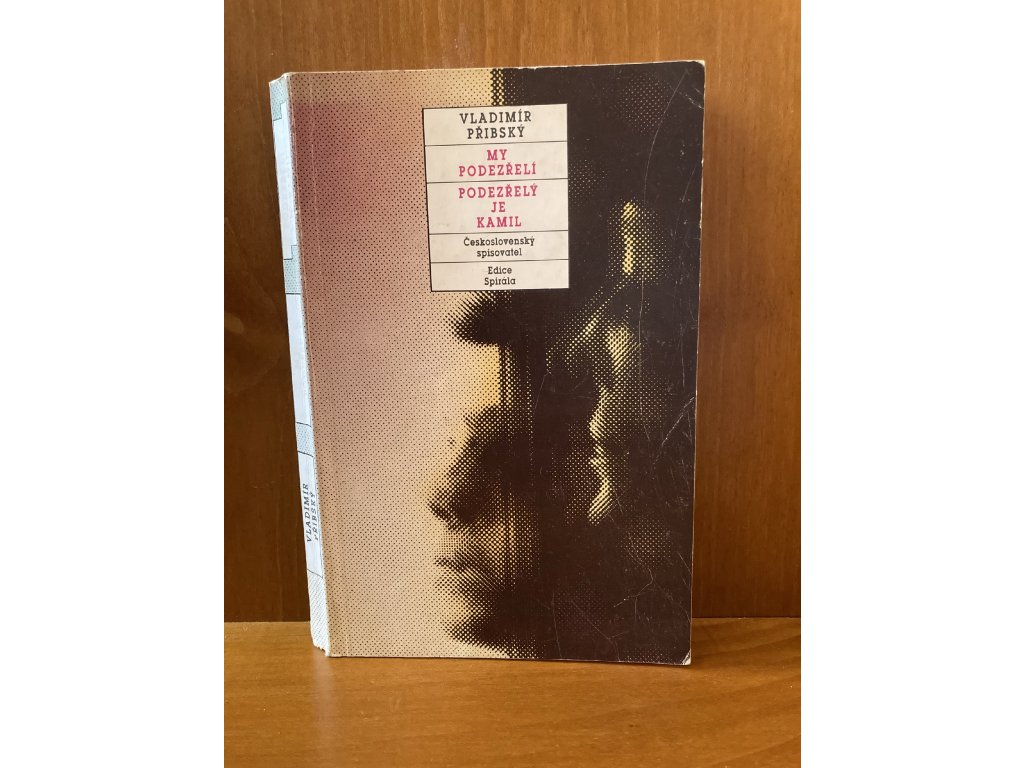 VLADIMÍR
PŘIBSKÝ
MY
PODEZŘELÍ
PODEZŘELÝ
JE
KAMIL
Československý
spisovatel
Edice
Spirála
VLADIMÍR
PŘIBSKÝ